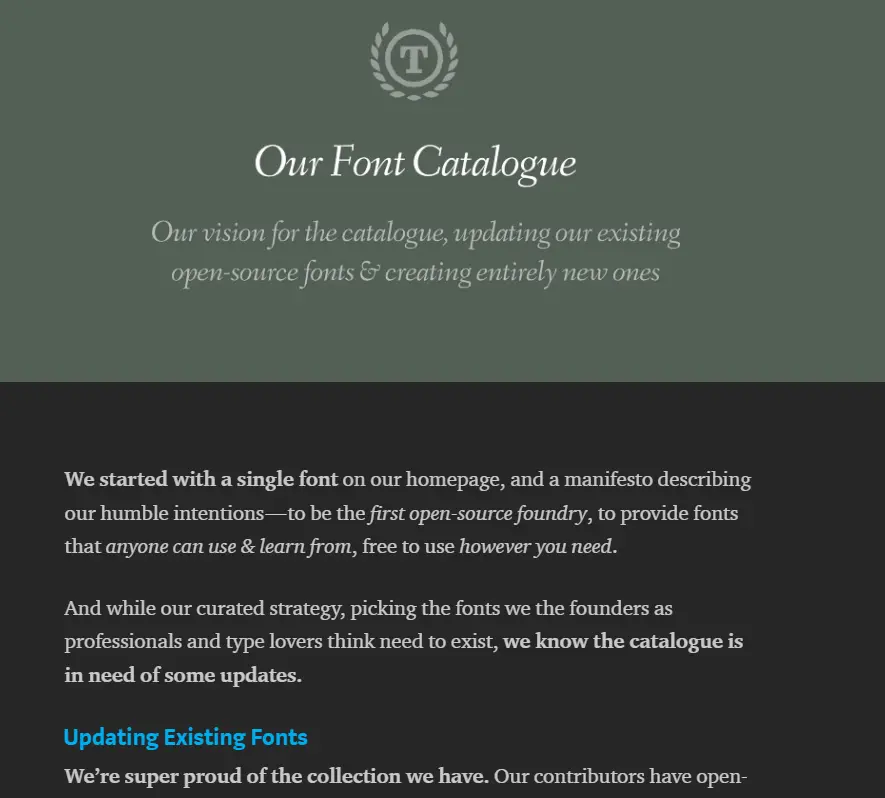 T
Our Font Catalogue
Our vision for the catalogue, updating our existing
open-source fonts & creating entirely new ones
We started with a single font on our homepage, and a manifesto describing
our humble intentions—to be the first open-source foundry, to provide fonts
that anyone can use & learn from, free to use however you need.
And while our curated strategy, picking the fonts we the founders as
professionals and type lovers think need to exist, we know the catalogue is
in need of some updates.
Updating Existing Fonts
We’re super proud of the collection we have. Our contributors have open-